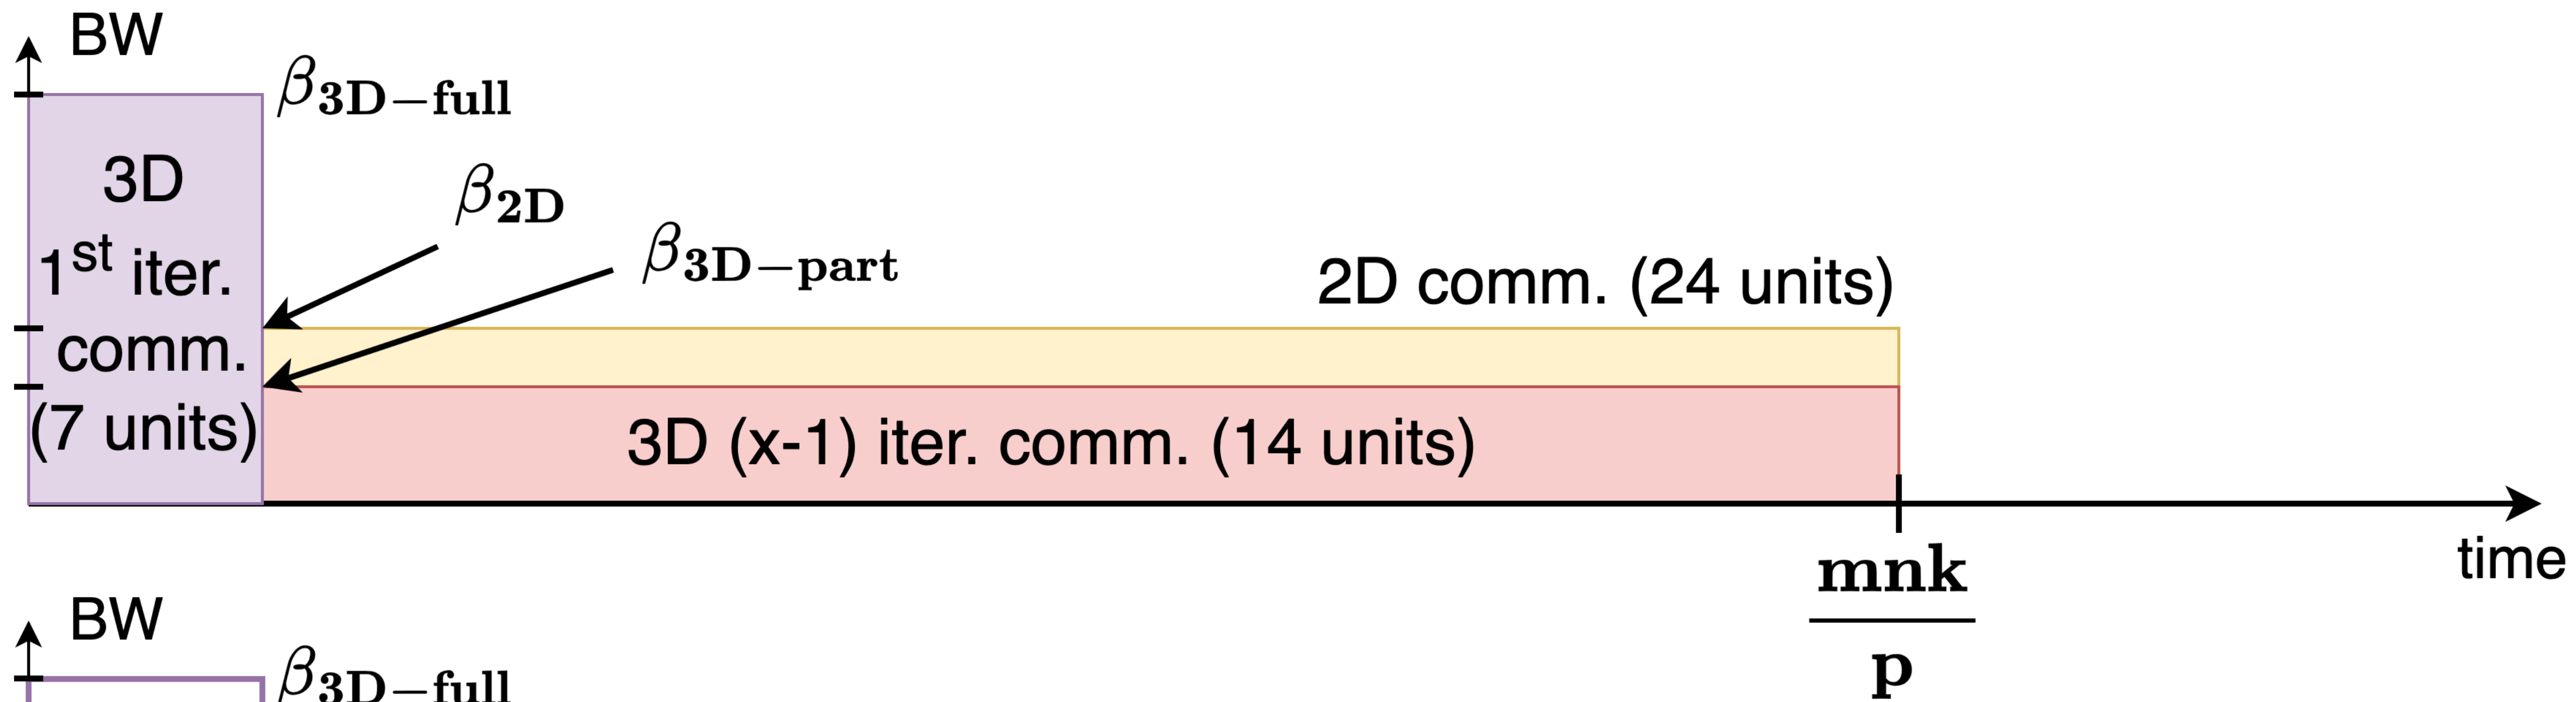 BW
β3D−full
3D
1st iter.
comm.
(7 units)
β2D
β3D−part
2D comm. (24 units)
3D (x-1) iter. comm. (14 units)
mnk
p
time
BW
β3D−full